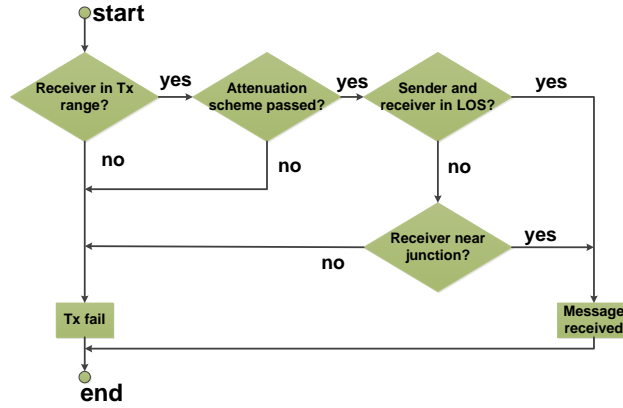 start
Receiver in Tx
range?
yes
Attenuation
scheme passed?
yes
Sender and
receiver in LOS?
yes
no
no
no
Receiver near
junction?
yes
no
Tx fail
Message
received
end